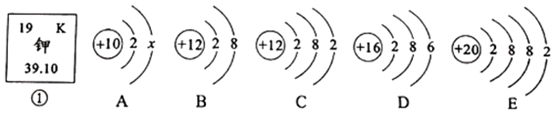 19 K
钾
39.10
①
+10 2 x
A
+12 2 8
B
+12 2 8 2
C
+16 2 8 6
D
+20 2 8 8 2
E